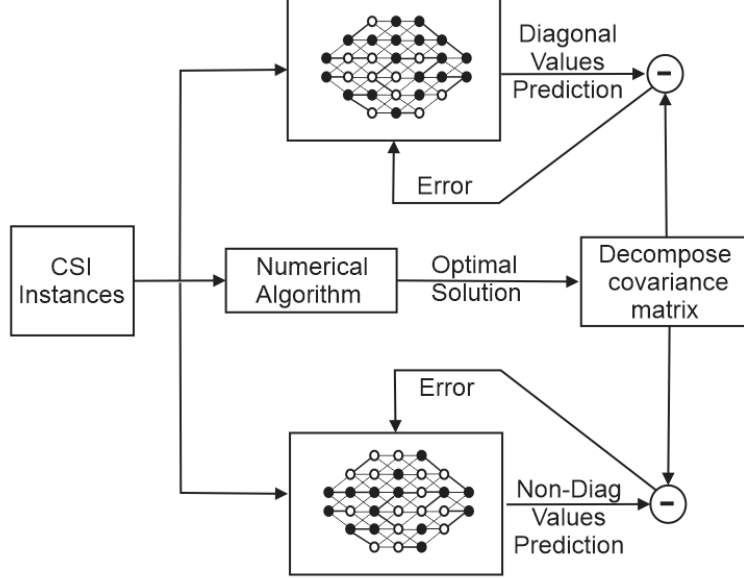 Diagonal
Values
Prediction
-
Error
CSI
Instances
Numerical
Algorithm
Optimal
Solution
Decompose
covariance
matrix
Error
Non-Diag
Values
Prediction
-